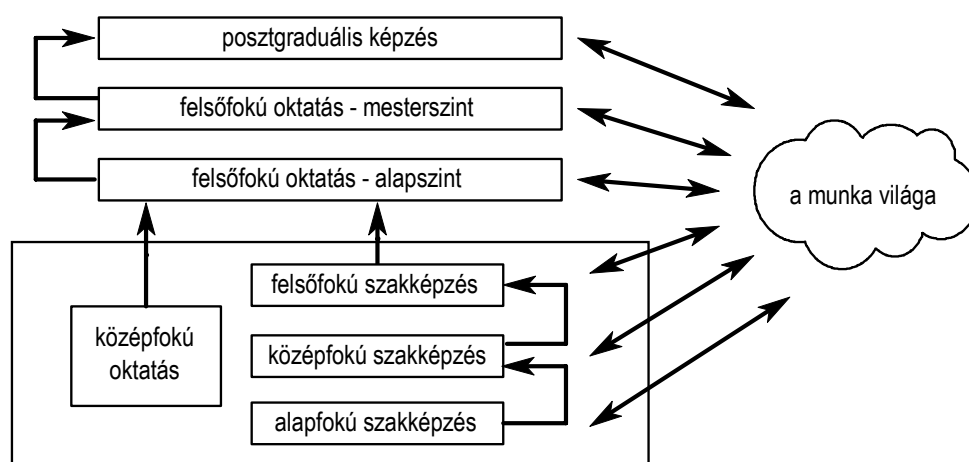 posztgraduális képzés
felsőfokú oktatás - mesterszint
felsőfokú oktatás - alapszint
a munka világa
felsőfokú szakképzés
középfokú
oktatás
középfokú szakképzés
alapfokú szakképzés